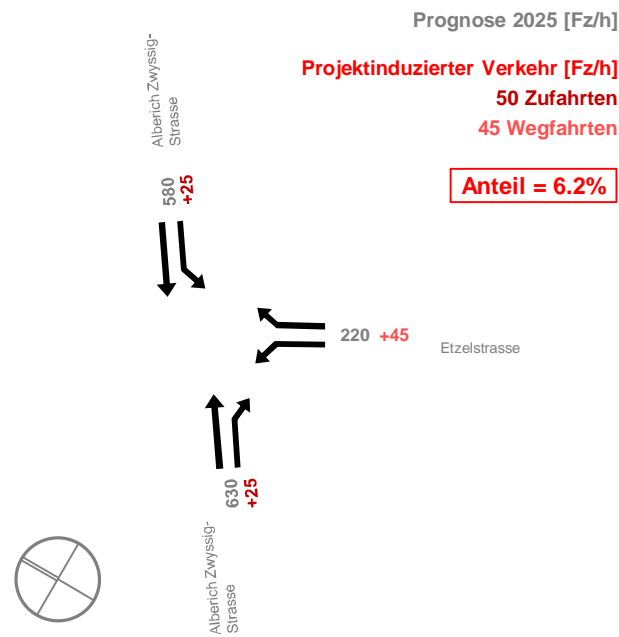 Prognose 2025 [Fz/h]
Projektinduzierter Verkehr [Fz/h]
50 Zufahrten
45 Wegfahrten
Anteil = 6.2%
Alberich Zwyssig-
Strasse
580
+25
220 +45
Etzelstrasse
630
+25
Alberich Zwyssig-
Strasse